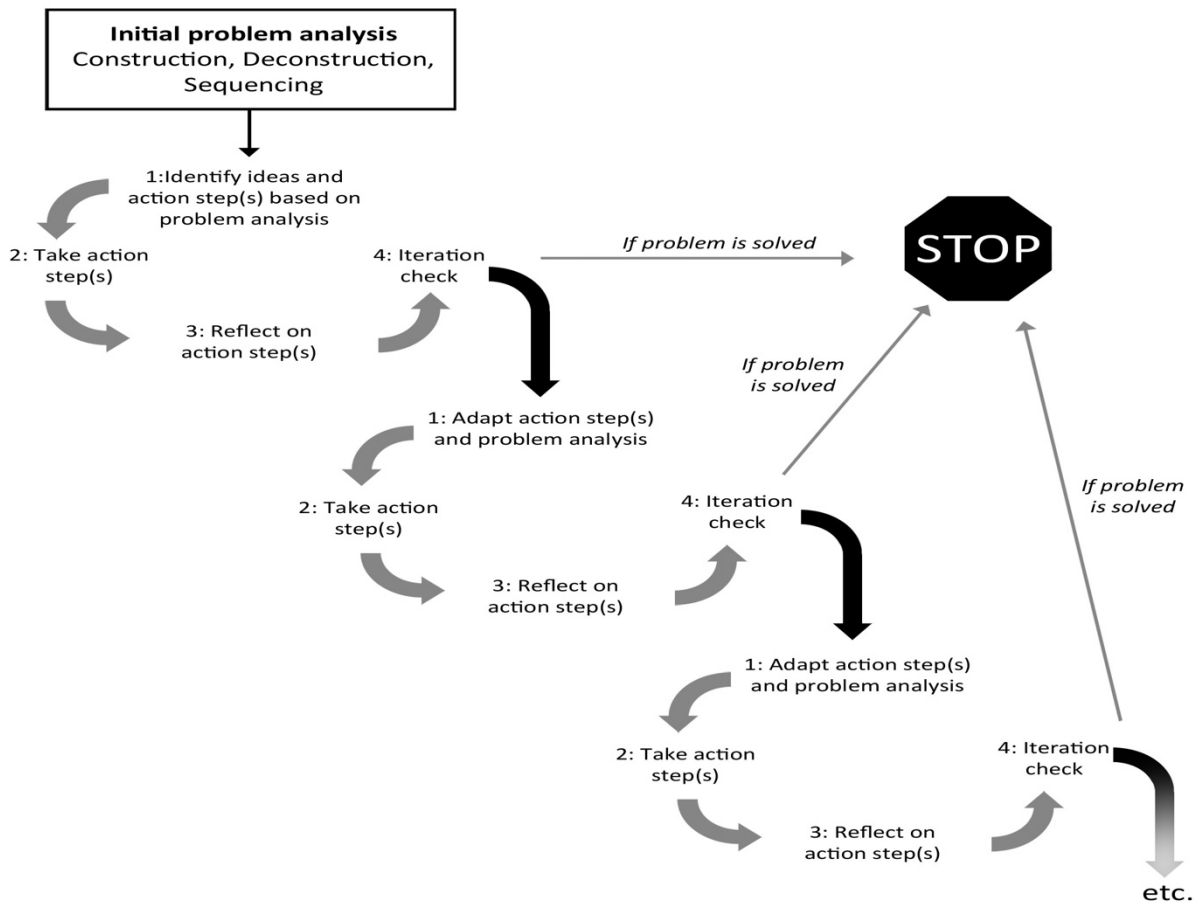 Initial problem analysis
Construction, Deconstruction,
Sequencing
1:Identify ideas and
action step(s) based on
problem analysis
2: Take action
step(s)
3: Reflect on
action step(s)
4: Iteration
check
If problem is solved
STOP
1: Adapt action step(s)
and problem analysis
2: Take action
step(s)
3: Reflect on
action step(s)
4: Iteration
check
If problem
is solved
1: Adapt action step(s)
and problem analysis
2: Take action
step(s)
3: Reflect on
action step(s)
4: Iteration
check
If problem
is solved
etc.